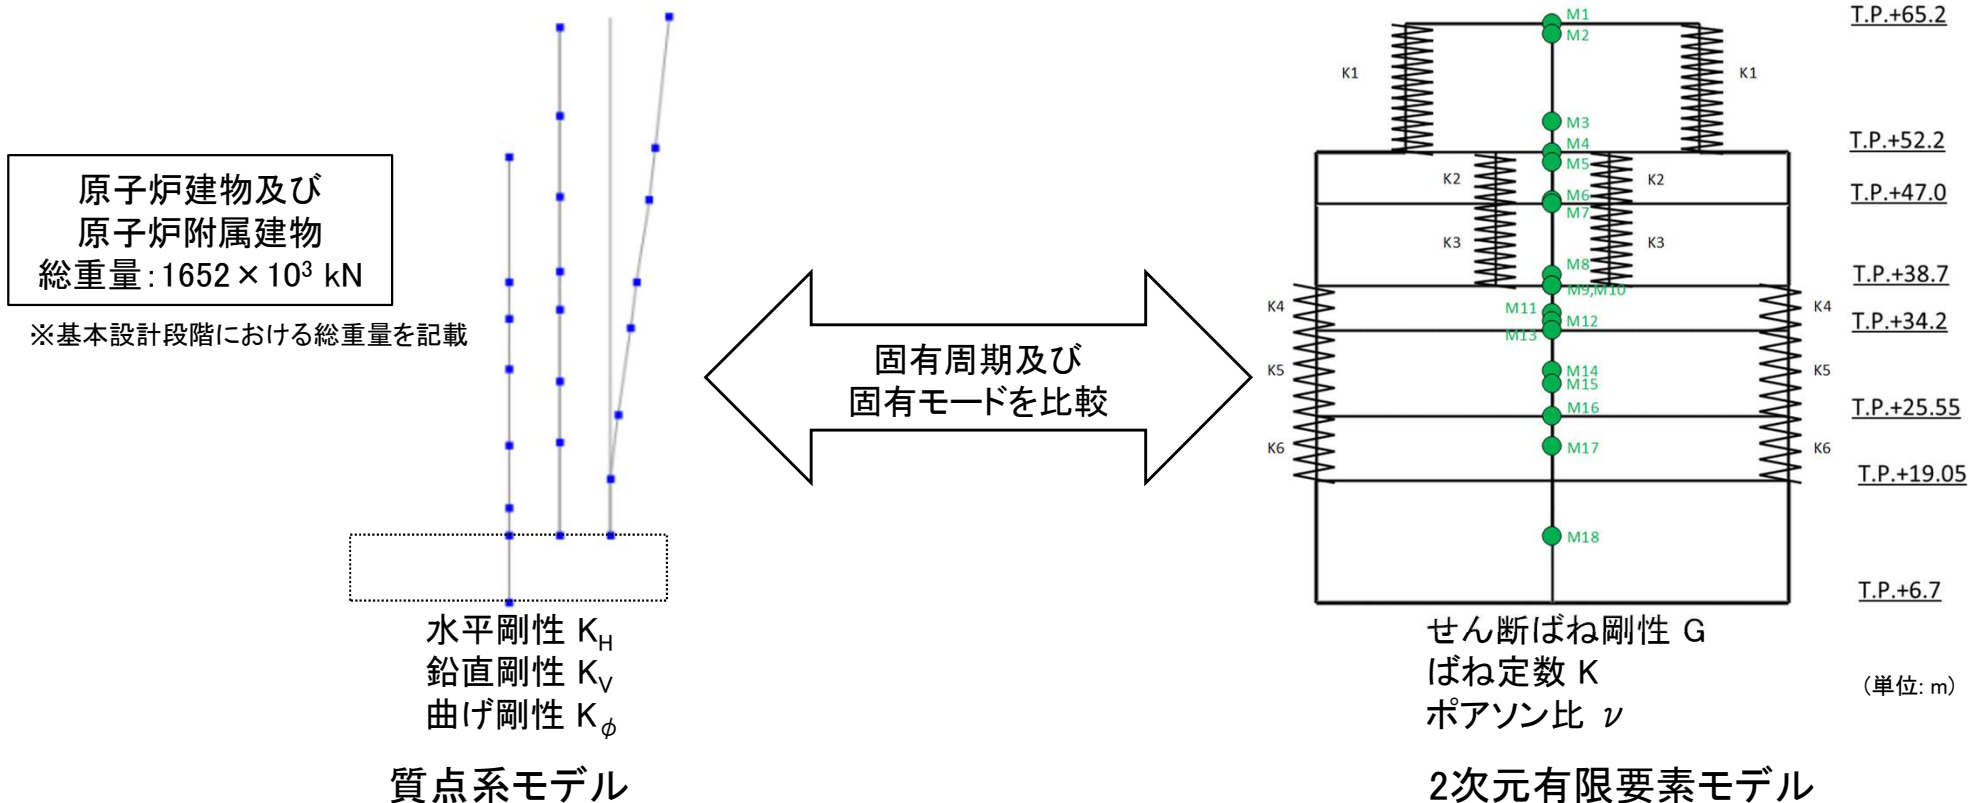 原子炉建物及び
原子炉附属建物
総重量:1652×10³ kN
※基本設計段階における総重量を記載
水平剛性 K_H
鉛直剛性 K_V
曲げ剛性 K_φ
質点系モデル
固有周期及び
固有モードを比較
M1
M2
K1
K1
M3
M4
M5
K2
K2
M6
M7
K3
K3
M8
M9,M10
K4
K4
M11
M12
M13
K5
K5
M14
M15
M16
K6
K6
M17
M18
T.P.+65.2
T.P.+52.2
T.P.+47.0
T.P.+38.7
T.P.+34.2
T.P.+25.55
T.P.+19.05
T.P.+6.7
(単位: m)
せん断ばね剛性 G
ばね定数 K
ポアソン比 ν
2次元有限要素モデル